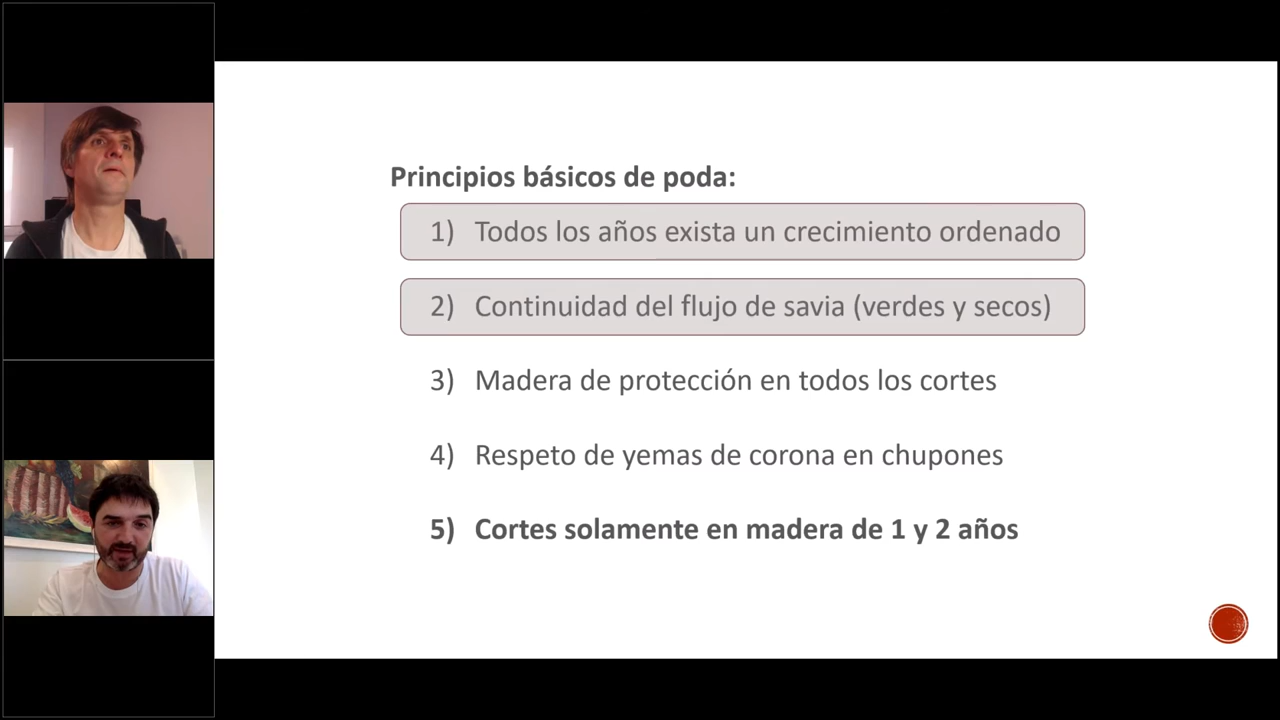 Principios básicos de poda:
1) Todos los años exista un crecimiento ordenado
2) Continuidad del flujo de savia (verdes y secos)
3) Madera de protección en todos los cortes
4) Respeto de yemas de corona en chupones
5) Cortes solamente en madera de 1 y 2 años